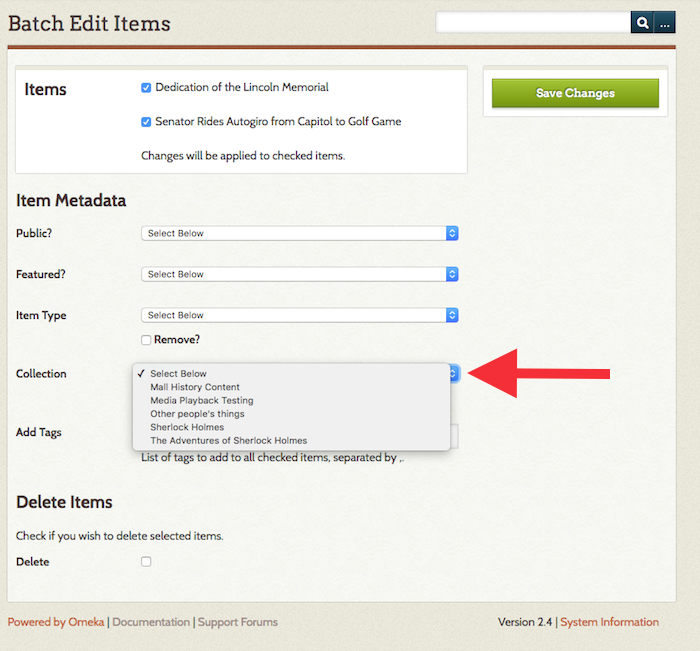 Batch Edit Items
...
Items
Dedication of the Lincoln Memorial
Senator Rides Autogiro from Capitol to Golf Game
Changes will be applied to checked items.
Save Changes
Item Metadata
Public? Select Below
Featured? Select Below
Item Type Select Below
Remove?
Collection ✓ Select Below
Mall History Content
Media Playback Testing
Other people's things
Sherlock Holmes
The Adventures of Sherlock Holmes
Add Tags
List of tags to add to all checked items, separated by ,.
Delete Items
Check if you wish to delete selected items.
Delete
Powered by Omeka | Documentation | Support Forums Version 2.4 | System Information